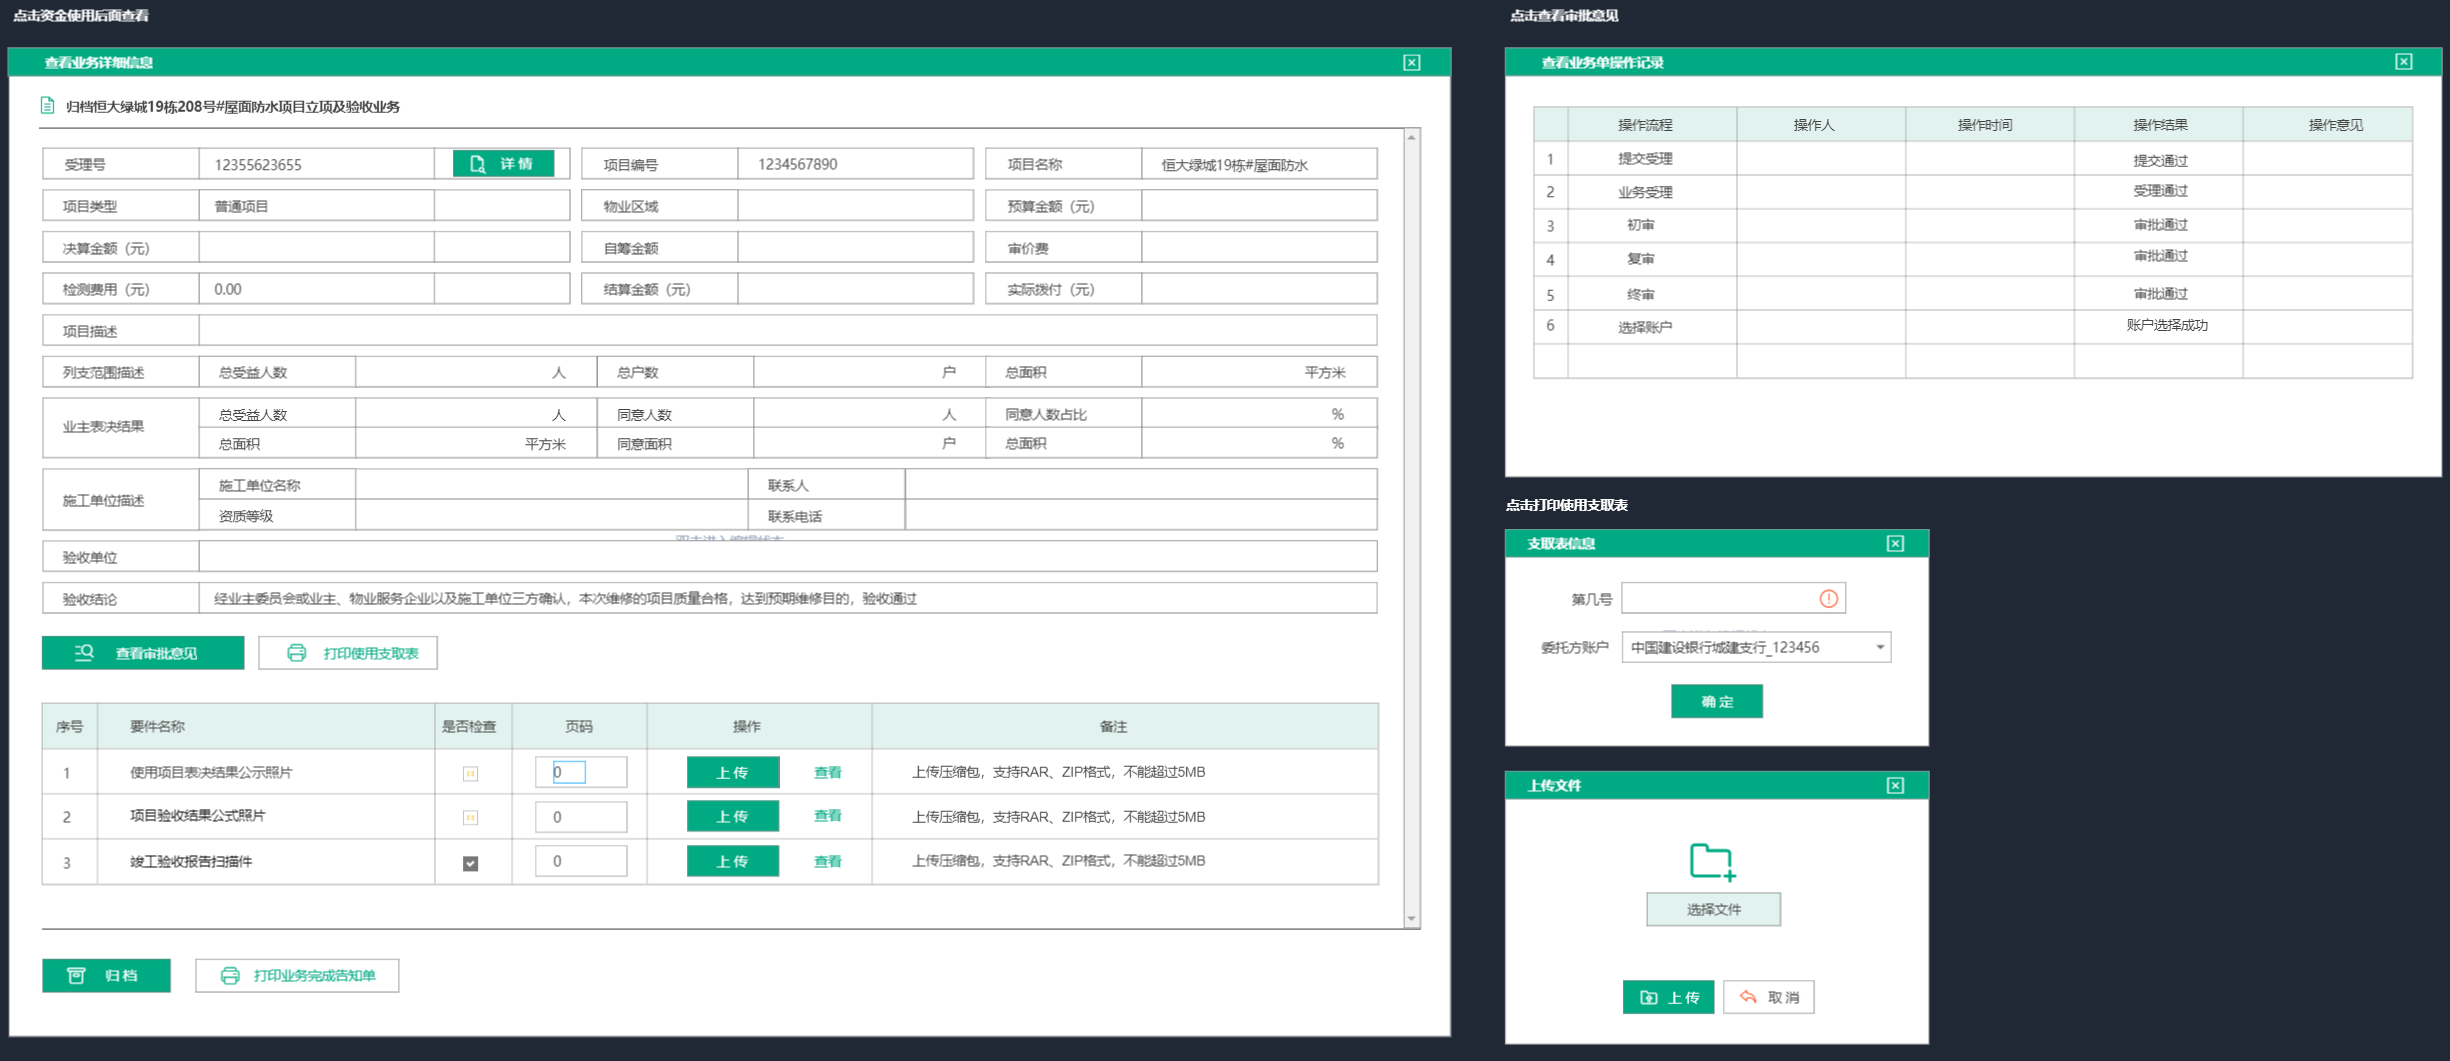 点击资金使用后面查看
查看业务详细信息
归档恒大绿城19栋208号#屋面防水项目立项及验收业务
受理号 12355623655 详 情 项目编号 1234567890 项目名称 恒大绿城19栋#屋面防水
项目类型 普通项目 物业区域 预算金额（元）
决算金额（元） 自筹金额 审价费
检测费用（元） 0.00 结算金额（元） 实际拨付（元）
项目描述
列支范围描述 总受益人数 人 总户数 户 总面积 平方米
业主表决结果
总受益人数 人 同意人数 人 同意人数占比 %
总面积 平方米 同意面积 户 总面积 %
施工单位描述
施工单位名称 联系人
资质等级 联系电话
验收单位
验收结论 经业主委员会或业主、物业服务企业以及施工单位三方确认，本次维修的项目质量合格，达到预期维修目的，验收通过
查看审批意见 打印使用支取表
序号 要件名称 是否检查 页码 操作 备注
1 使用项目表决结果公示照片 0 上 传 查看 上传压缩包，支持RAR、ZIP格式，不能超过5MB
2 项目验收结果公式照片 0 上 传 查看 上传压缩包，支持RAR、ZIP格式，不能超过5MB
3 竣工验收报告扫描件 0 上 传 查看 上传压缩包，支持RAR、ZIP格式，不能超过5MB
归 档 打印业务完成告知单
点击查看审批意见
查看业务单操作记录
操作流程 操作人 操作时间 操作结果 操作意见
1 提交受理 提交通过
2 业务受理 受理通过
3 初审 审批通过
4 复审 审批通过
5 终审 审批通过
6 选择账户 账户选择成功
点击打印使用支取表
支取表信息
第几号
委托方账户 中国建设银行城建支行_123456
确 定
上传文件
选择文件
上 传 取 消